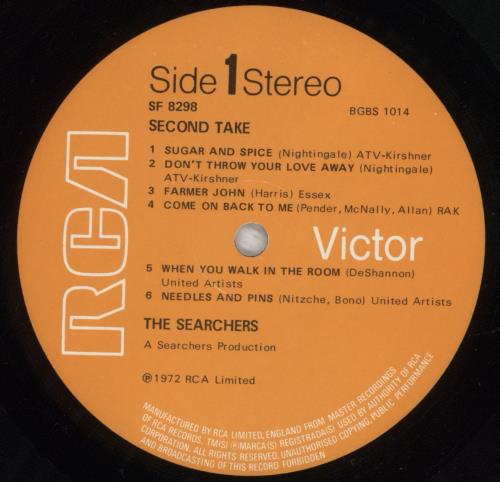 Side 1 Stereo
SF 8298
BGBS 1014
SECOND TAKE
1 SUGAR AND SPICE (Nightingale) ATV-Kirshner
2 DON'T THROW YOUR LOVE AWAY (Nightingale)
ATV-Kirshner
3 FARMER JOHN (Harris) Essex
4 COME ON BACK TO ME (Pender, McNally, Allan) RAK
RCA
Victor
5 WHEN YOU WALK IN THE ROOM (DeShannon)
United Artists
6 NEEDLES AND PINS (Nitzche, Bono) United Artists
THE SEARCHERS
A Searchers Production
℗ 1972 RCA Limited
MANUFACTURED BY RCA LIMITED, ENGLAND FROM MASTER RECORDINGS
OF RCA RECORDS. TM(S) ® MARCA(S) REGISTRADA(S) USED BY AUTHORITY OF RCA
CORPORATION. ALL RIGHTS RESERVED. UNAUTHORISED COPYING, PUBLIC PERFORMANCE
AND BROADCASTING OF THIS RECORD FORBIDDEN